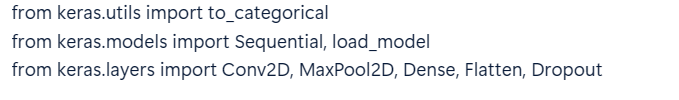 from keras.utils import to_categorical
from keras.models import Sequential, load_model
from keras.layers import Conv2D, MaxPool2D, Dense, Flatten, Dropout